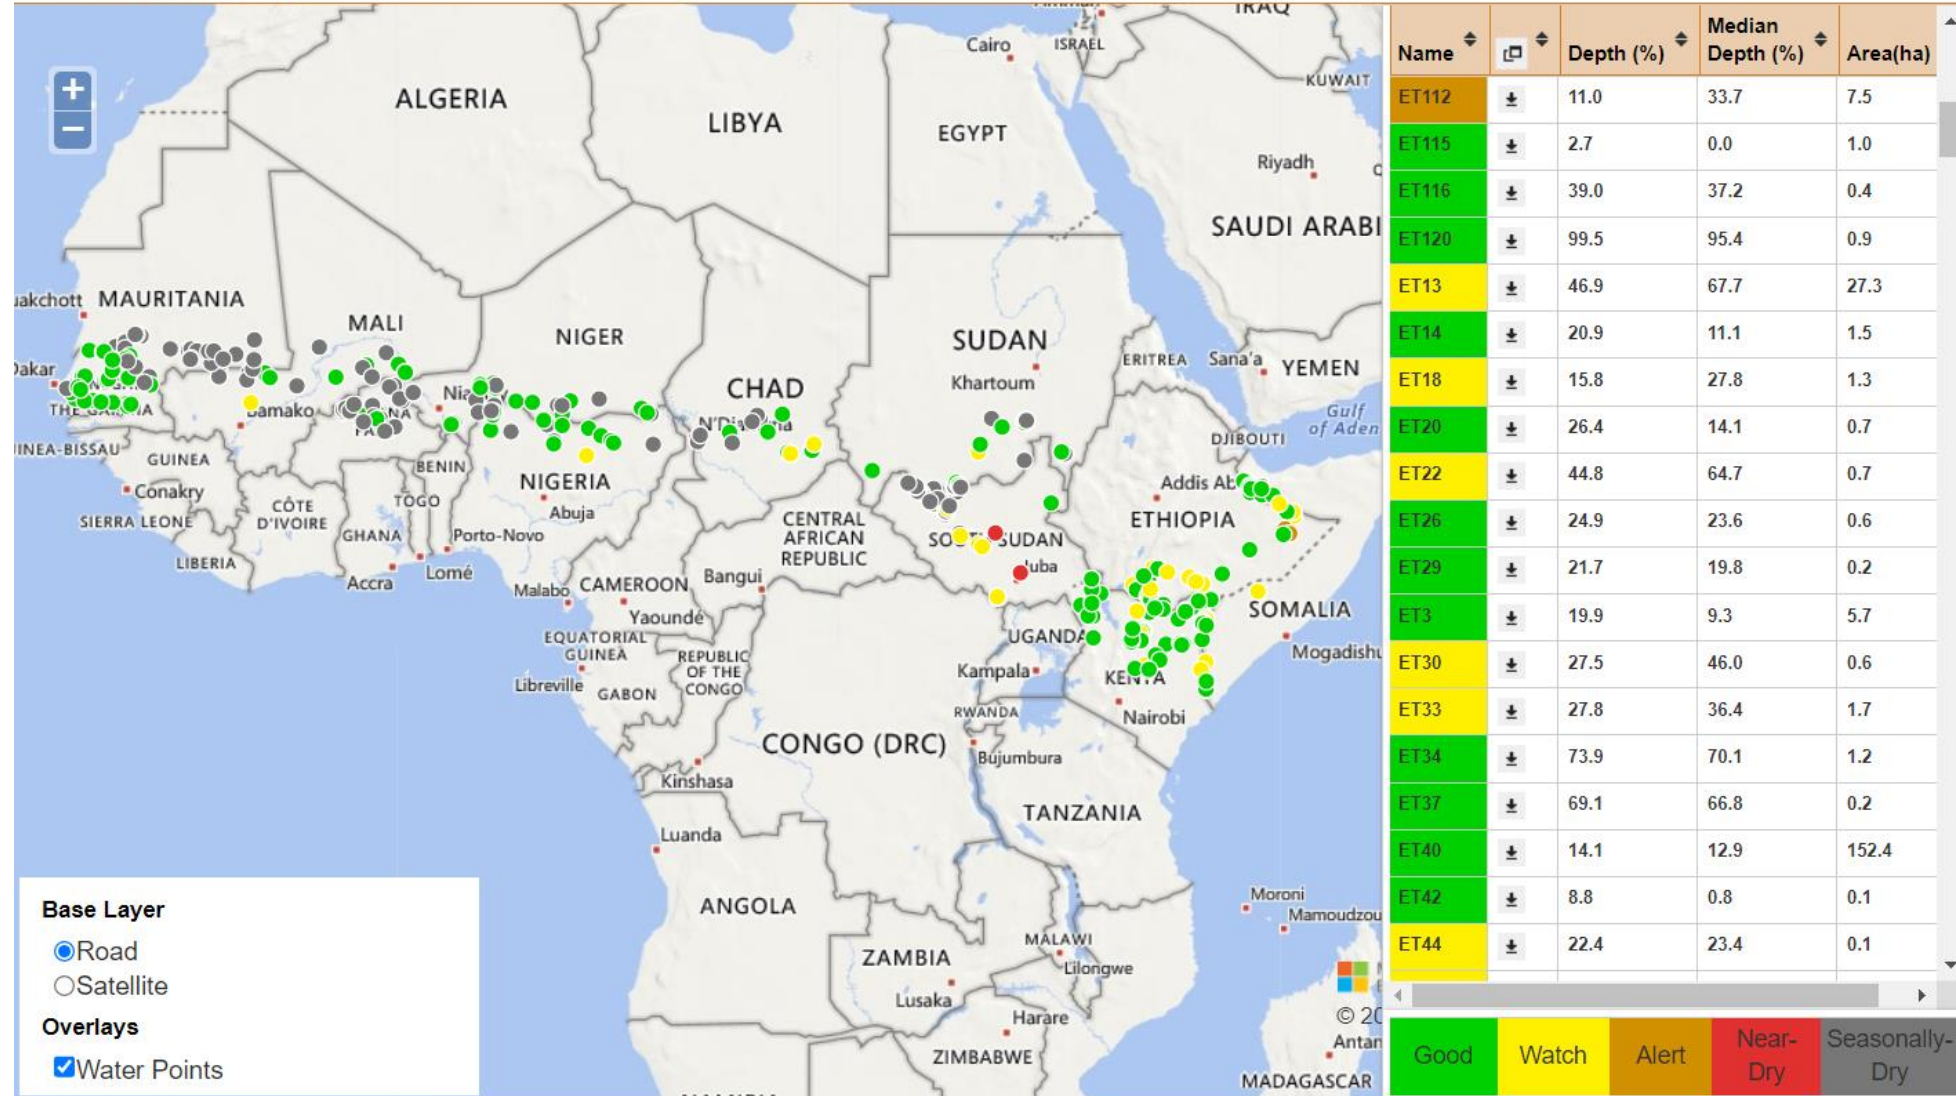 IRAQ
Cairo
ISRAEL
KUWAIT
ALGERIA
LIBYA
EGYPT
Riyadh
SAUDI ARABI
+
−
uakchott
MAURITANIA
MALI
NIGER
CHAD
SUDAN
Khartoum
ERITREA
Sana'a
YEMEN
Gulf
of Aden
DJIBOUTI
Dakar
Bamako
GUINEA
Conakry
SIERRA LEONE
LIBERIA
CÔTE
D'IVOIRE
GHANA
TOGO
BENIN
Accra
Lomé
Porto-Novo
NIGERIA
Abuja
Malabo
CAMEROON
Yaoundé
Bangui
CENTRAL
AFRICAN
REPUBLIC
SUDAN
Juba
Addis Ab
ETHIOPIA
SOMALIA
Mogadishu
UGANDA
Kampala
KENYA
Nairobi
EQUATORIAL
GUINEA
Libreville
GABON
REPUBLIC
OF THE
CONGO
RWANDA
Bujumbura
CONGO (DRC)
Kinshasa
Luanda
TANZANIA
ANGOLA
ZAMBIA
Lusaka
MALAWI
Lilongwe
Moroni
Mamoudzou
Harare
ZIMBABWE
Antan
MADAGASCAR
© 20
Base Layer
Road
Satellite
Overlays
Water Points
Name Depth (%) Median Depth (%) Area(ha)
ET112 11.0 33.7 7.5
ET115 2.7 0.0 1.0
ET116 39.0 37.2 0.4
ET120 99.5 95.4 0.9
ET13 46.9 67.7 27.3
ET14 20.9 11.1 1.5
ET18 15.8 27.8 1.3
ET20 26.4 14.1 0.7
ET22 44.8 64.7 0.7
ET26 24.9 23.6 0.6
ET29 21.7 19.8 0.2
ET3 19.9 9.3 5.7
ET30 27.5 46.0 0.6
ET33 27.8 36.4 1.7
ET34 73.9 70.1 1.2
ET37 69.1 66.8 0.2
ET40 14.1 12.9 152.4
ET42 8.8 0.8 0.1
ET44 22.4 23.4 0.1
Good
Watch
Alert
Near-
Dry
Seasonally-
Dry